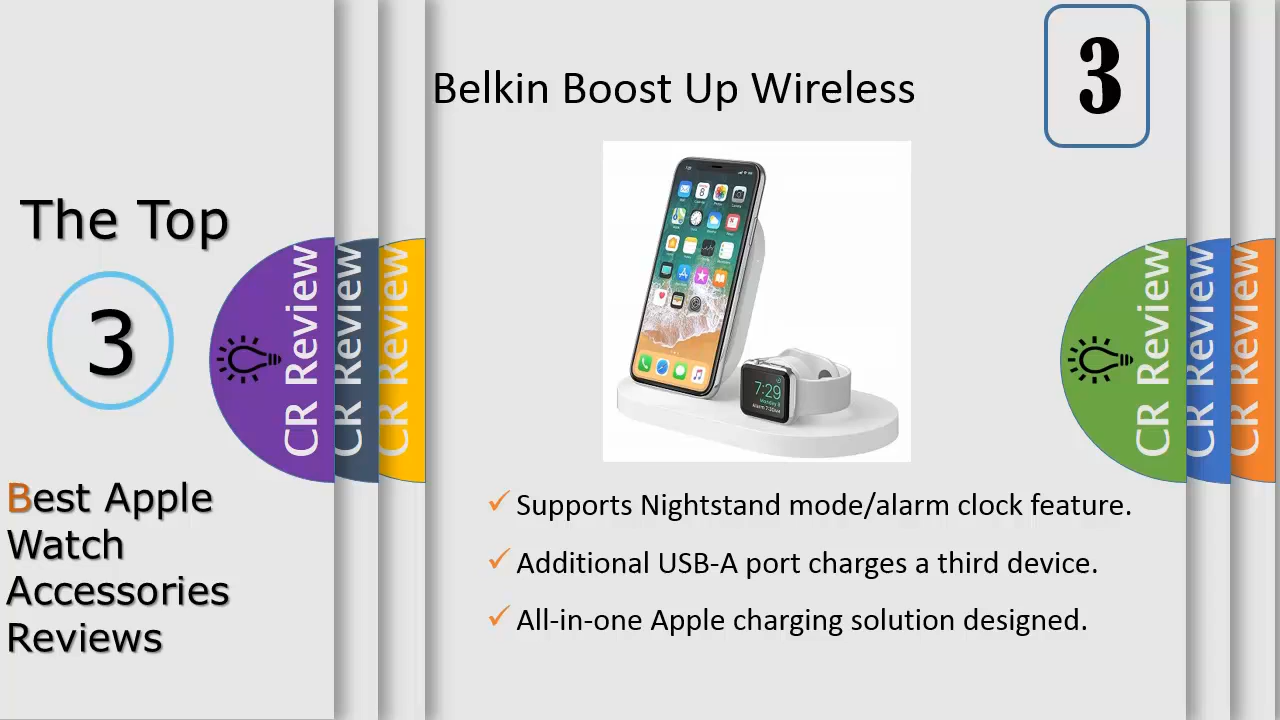 The Top
3
Best Apple
Watch
Accessories
Reviews
CR Review
CR Review
CR Review
Belkin Boost Up Wireless
3
7:29
✓ Supports Nightstand mode/alarm clock feature.
✓ Additional USB-A port charges a third device.
✓ All-in-one Apple charging solution designed.
CR Review
CR Review
CR Review